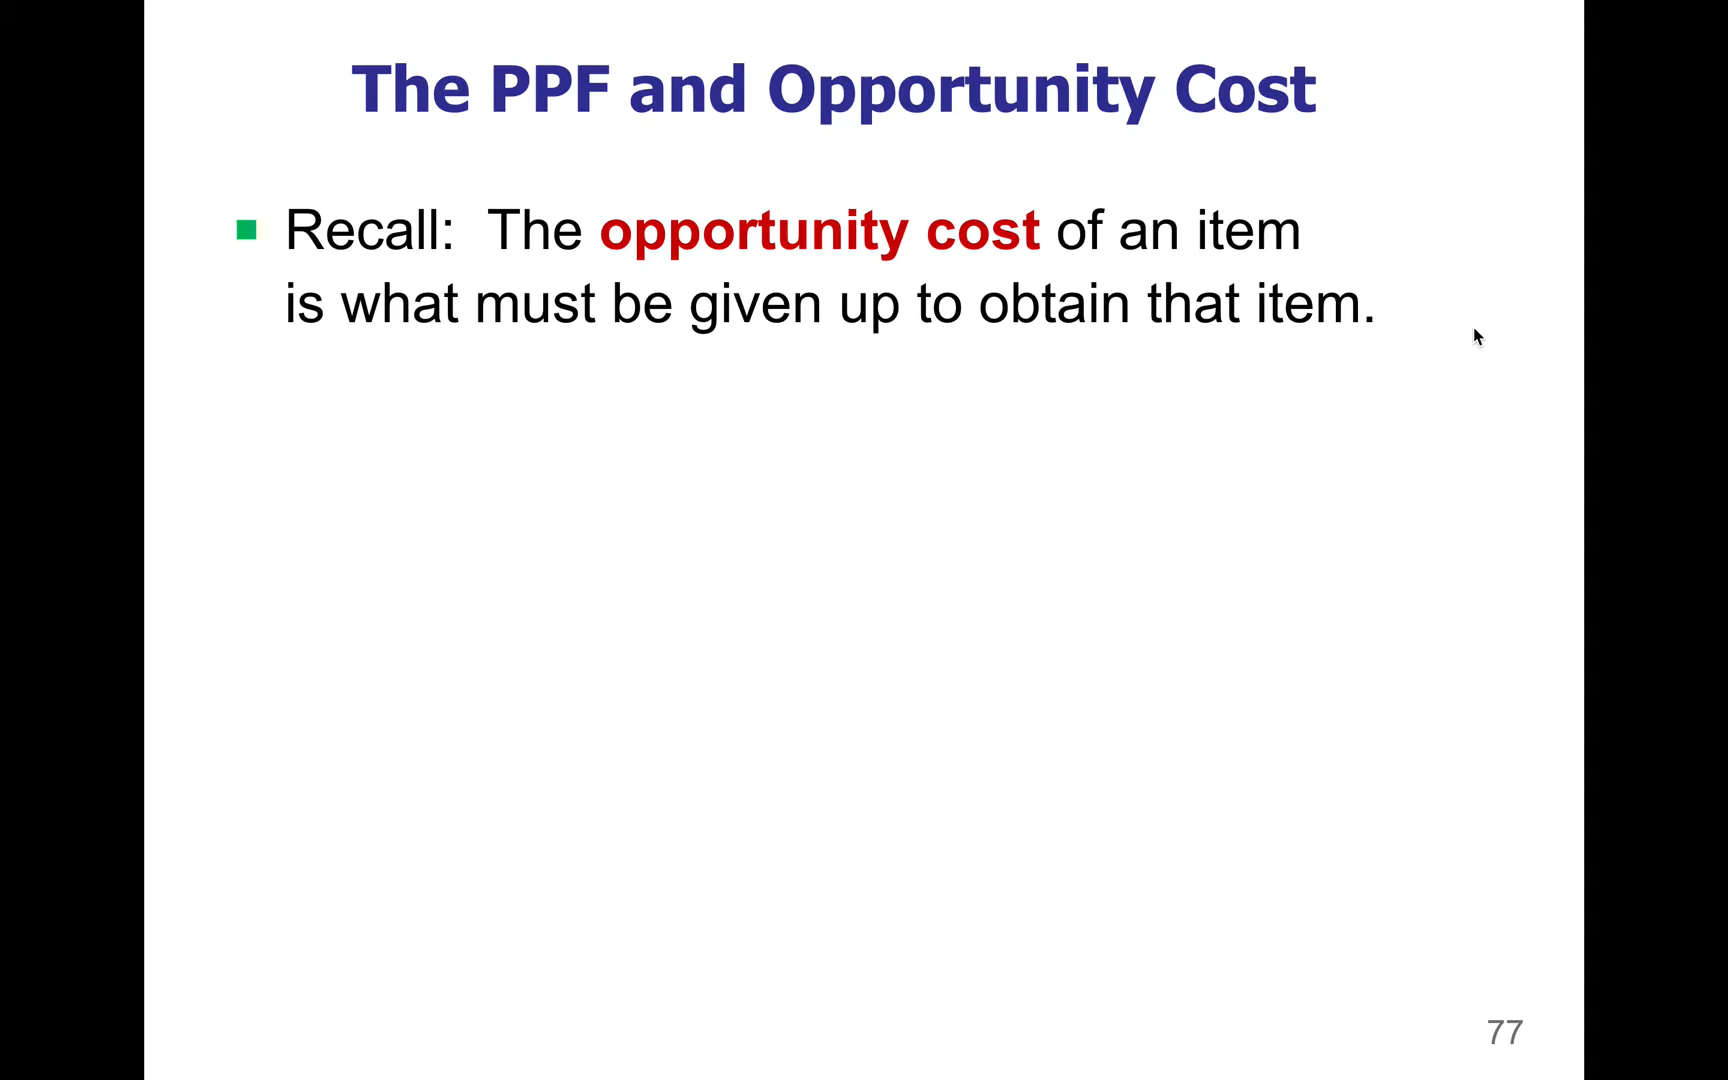 The PPF and Opportunity Cost
Recall:  The opportunity cost of an item
is what must be given up to obtain that item.
77